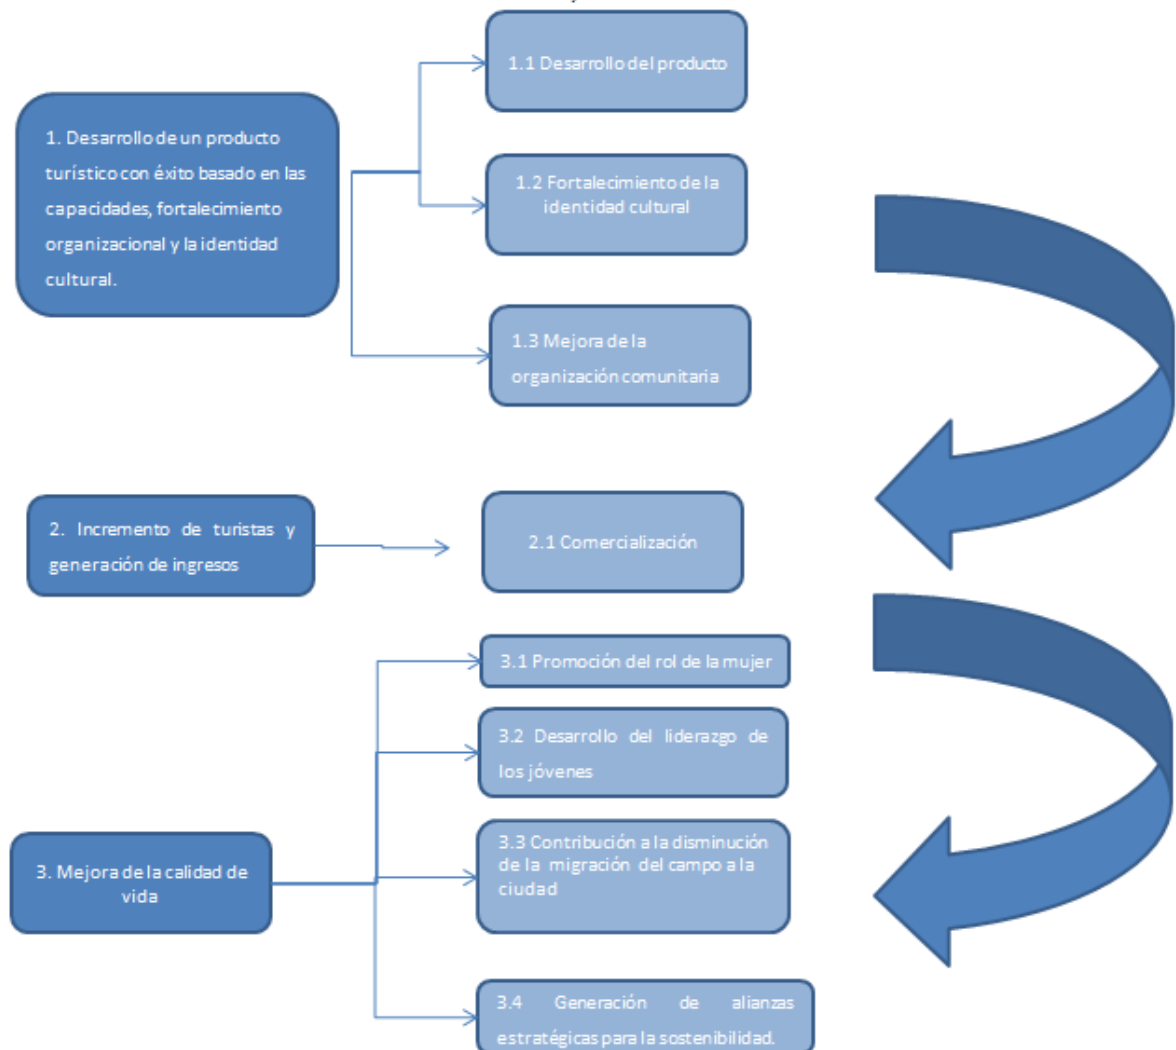 1.1 Desarrollo del producto
1. Desarrollo de un producto
turístico con éxito basado en las
capacidades, fortalecimiento
organizacional y la identidad
cultural.
1.2 Fortalecimiento de la
identidad cultural
1.3 Mejora de la
organización comunitaria
2. Incremento de turistas y
generación de ingresos
2.1 Comercialización
3.1 Promoción del rol de la mujer
3.2 Desarrollo del liderazgo de
los jóvenes
3. Mejora de la calidad de
vida
3.3 Contribución a la disminución
de la migración del campo a la
ciudad
3.4 Generación de alianzas
estratégicas para la sostenibilidad.